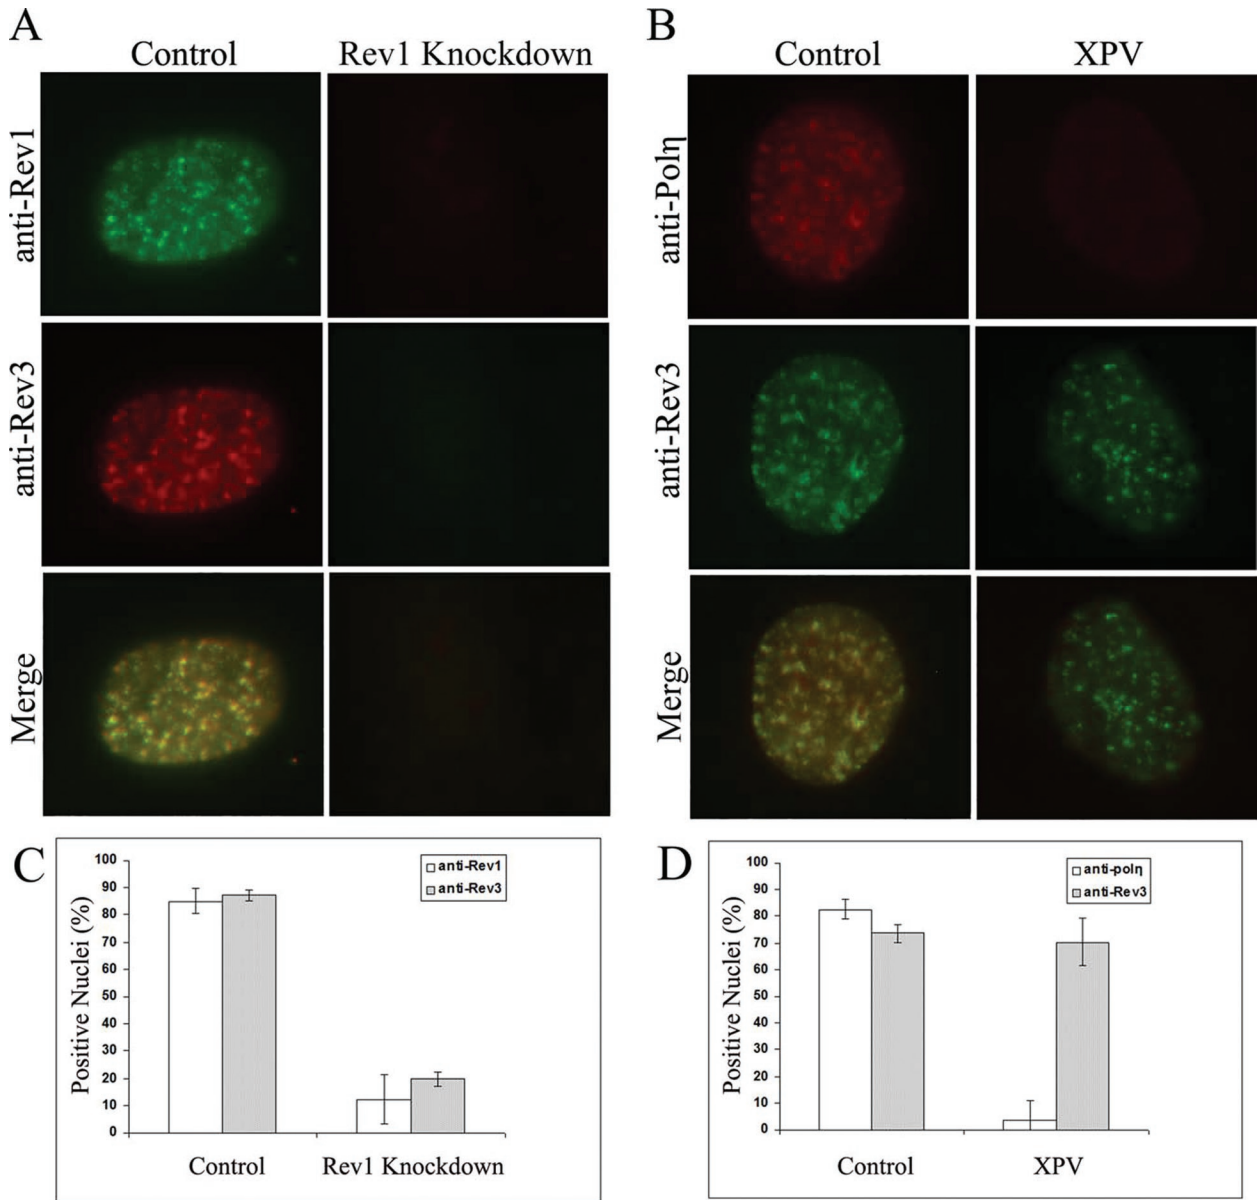 A
Control
Rev1 Knockdown
anti-Rev1
anti-Rev3
Merge
B
Control
XPV
anti-Polη
anti-Rev3
Merge
C
Positive Nuclei (%)
100
90
80
70
60
50
40
30
20
10
0
anti-Rev1
anti-Rev3
Control
Rev1 Knockdown
D
Positive Nuclei (%)
100
90
80
70
60
50
40
30
20
10
0
anti-polη
anti-Rev3
Control
XPV